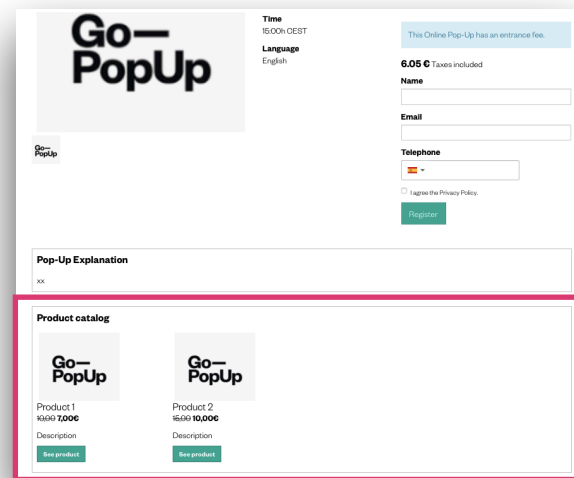 Go—
PopUp
Go—
PopUp
Time
15:00h CEST
Language
English
This Online Pop-Up has an entrance fee.
6.05 € Taxes included
Name
Email
Telephone
I agree the Privacy Policy.
Register
Pop-Up Explanation
xx
Product catalog
Go—
PopUp
Product 1
10,00 7,00€
Description
See product
Go—
PopUp
Product 2
15,00 10,00€
Description
See product